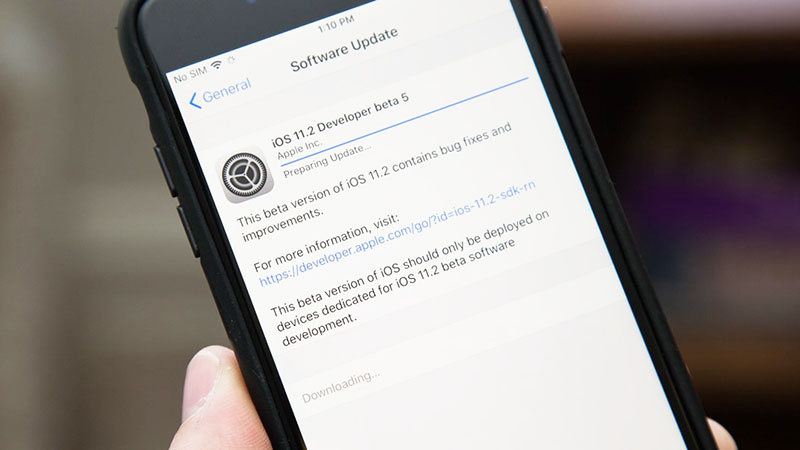 1:10 PM
No SIM
Software Update
General
iOS 11.2 Developer beta 5
Apple Inc.
Preparing Update...
This beta version of iOS 11.2 contains bug fixes and
improvements.
For more information, visit:
https://developer.apple.com/go/?id=ios-11.2-sdk-rn
This beta version of iOS should only be deployed on
devices dedicated for iOS 11.2 beta software
development.
Downloading...